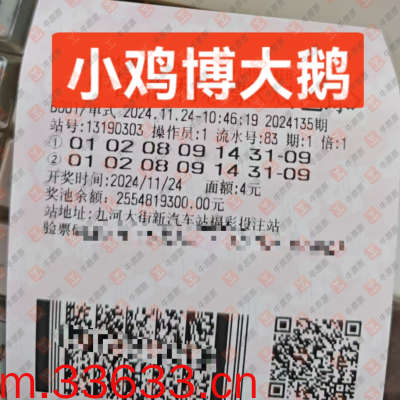 小鸡博大鹅
2024.11.24-10:46:19 2024135期
站号:13190303 操作员:1 流水号:83 期:1 倍:1
① 01 02 08 09 14 31-09
② 01 02 08 09 14 31-09
开奖时间:2024/11/24 面额:4元
奖池余额: 2554819300.00元
站地址:九河大街新汽车站福彩投注站
验票码
m.33633.cn